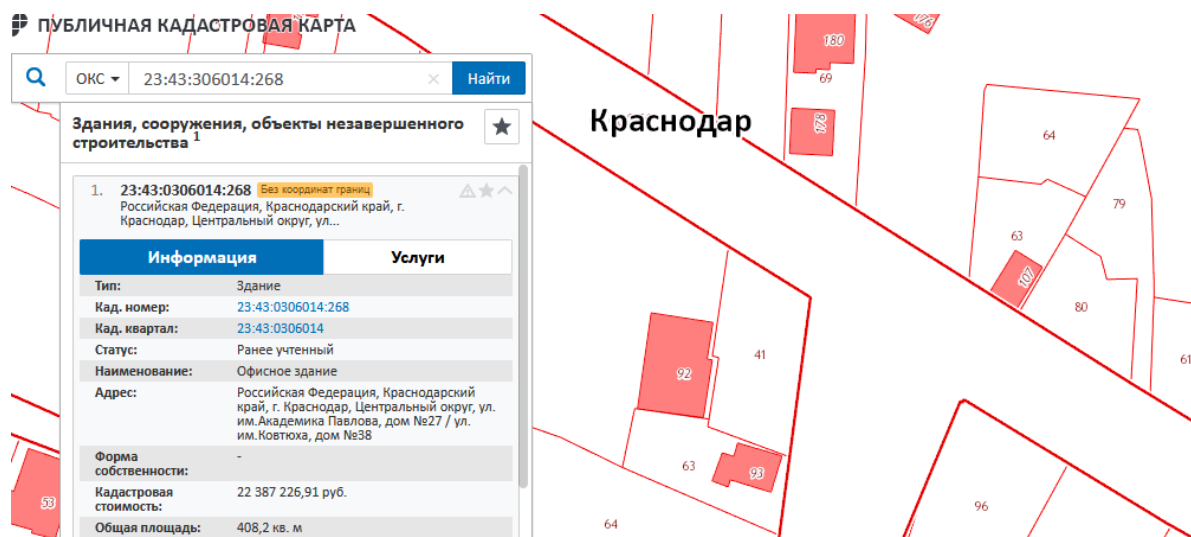 ПУБЛИЧНАЯ КАДАСТРОВАЯ КАРТА
ОКС 23:43:306014:268 × Найти
Здания, сооружения, объекты незавершенного
строительства 1
1. 23:43:0306014:268 Без координат границ
Российская Федерация, Краснодарский край, г.
Краснодар, Центральный округ, ул...
Информация Услуги
Тип: Здание
Кад. номер: 23:43:0306014:268
Кад. квартал: 23:43:0306014
Статус: Ранее учтенный
Наименование: Офисное здание
Адрес: Российская Федерация, Краснодарский
край, г. Краснодар, Центральный округ, ул.
им.Академика Павлова, дом №27 / ул.
им.Ковтюха, дом №38
Форма
собственности: -
Кадастровая
стоимость: 22 387 226,91 руб.
Общая площадь: 408,2 кв. м
Краснодар
176
180
69
178
64
79
63
107
80
61
41
92
63
93
96
64
53